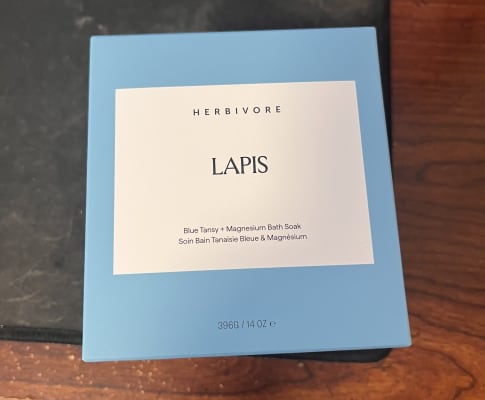 HERBIVORE
LAPIS
Blue Tansy + Magnesium Bath Soak
Soin Bain Tanaisie Bleue & Magnésium
396G / 14 OZ ℮